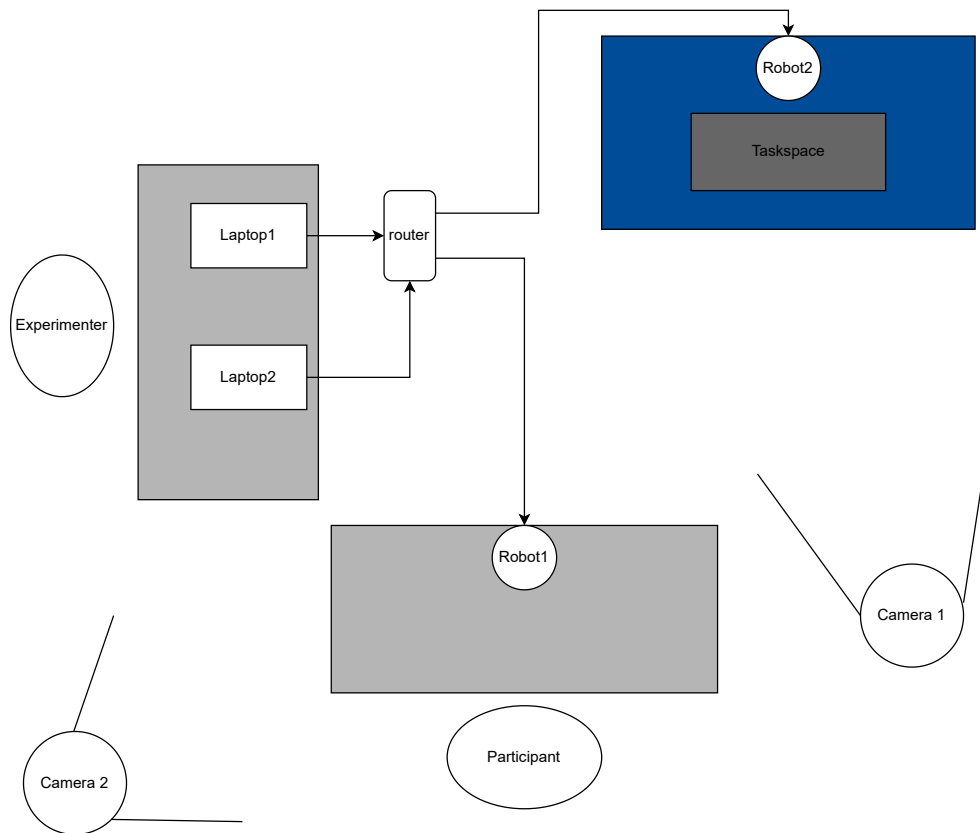 Robot2
Taskspace
Laptop1
router
Experimenter
Laptop2
Robot1
Camera 1
Participant
Camera 2